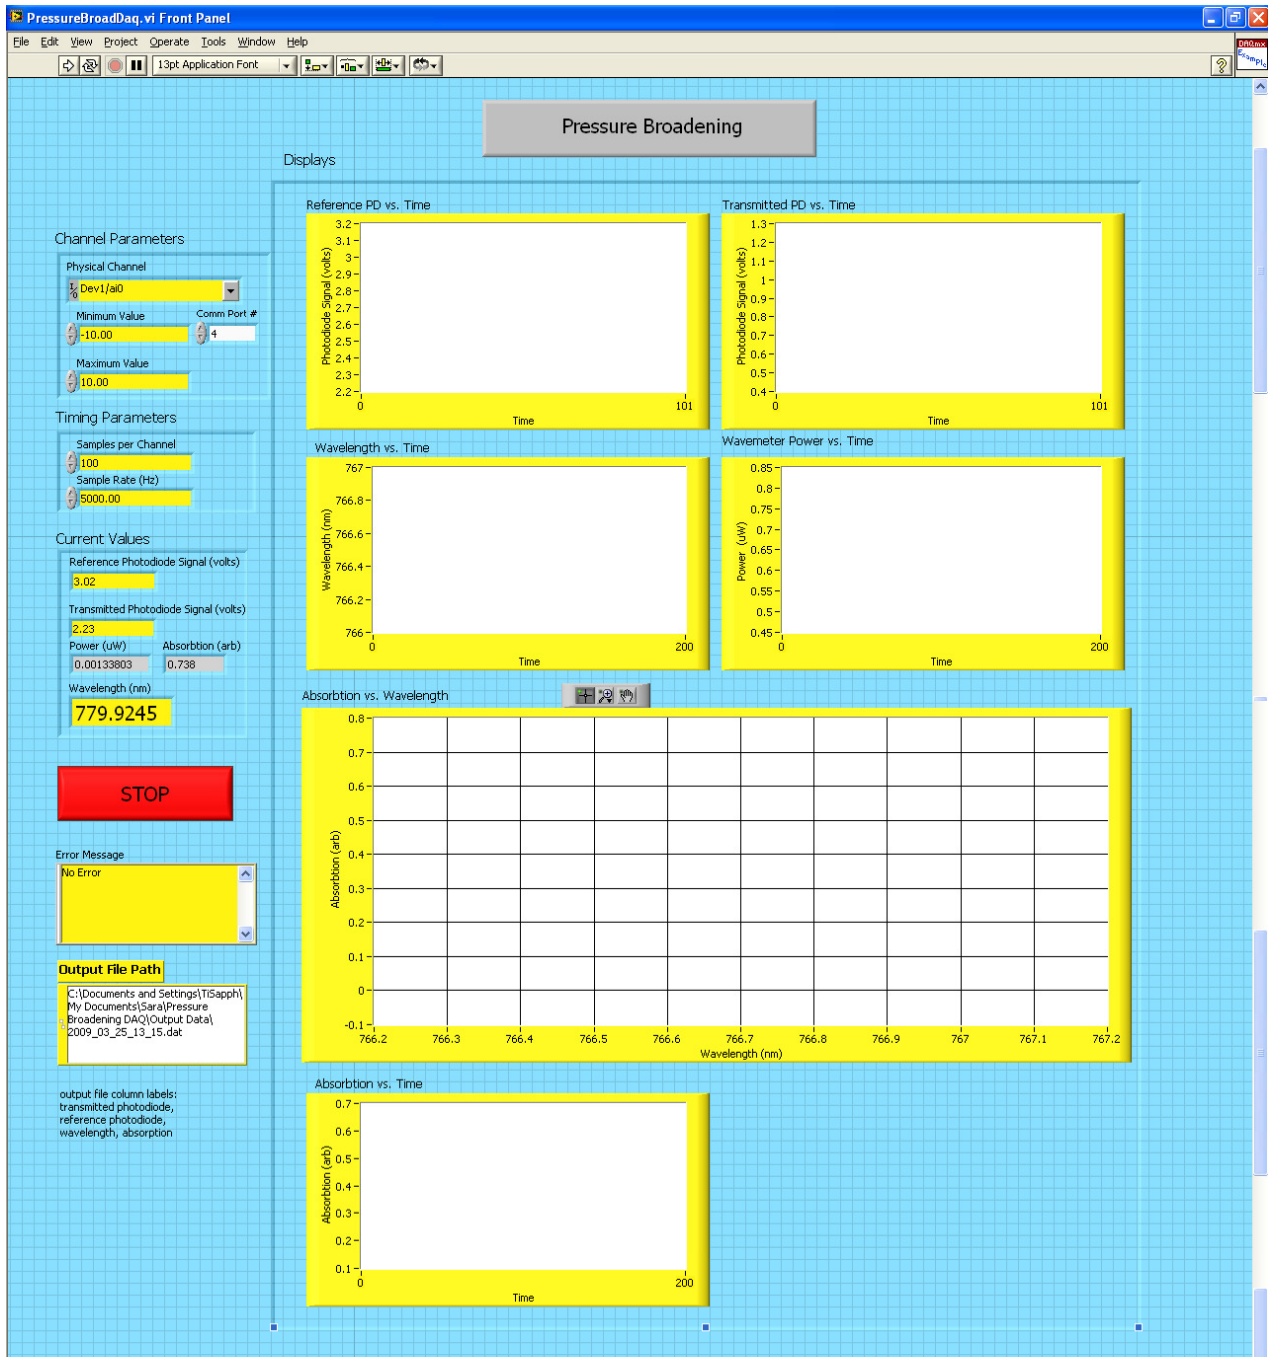 PressureBroadDaq.vi Front Panel
File Edit View Project Operate Tools Window Help
13pt Application Font
DAQmx
Example
Pressure Broadening
Displays
Channel Parameters
Physical Channel
Dev1/ai0
Minimum Value
Comm Port #
-10.00
4
Maximum Value
10.00
Timing Parameters
Samples per Channel
100
Sample Rate (Hz)
5000.00
Current Values
Reference Photodiode Signal (volts)
3.02
Transmitted Photodiode Signal (volts)
2.23
Power (uW)
Absorbtion (arb)
0.00133803
0.738
Wavelength (nm)
779.9245
STOP
Error Message
No Error
Output File Path
C:\Documents and Settings\TiSapph\
My Documents\Sara\Pressure
Broadening DAQ\Output Data\
2009_03_25_13_15.dat
output file column labels:
transmitted photodiode,
reference photodiode,
wavelength, absorption
Reference PD vs. Time
Photodiode Signal (volts)
3.2
3.1
3
2.9
2.8
2.7
2.6
2.5
2.4
2.3
2.2
0
101
Time
Transmitted PD vs. Time
Photodiode Signal (volts)
1.3
1.2
1.1
1
0.9
0.8
0.7
0.6
0.5
0.4
0
101
Time
Wavelength vs. Time
Wavelength (nm)
767
766.8
766.6
766.4
766.2
766
0
200
Time
Wavemeter Power vs. Time
Power (uW)
0.85
0.8
0.75
0.7
0.65
0.6
0.55
0.5
0.45
0
200
Time
Absorbtion vs. Wavelength
Absorbtion (arb)
0.8
0.7
0.6
0.5
0.4
0.3
0.2
0.1
0
-0.1
766.2 766.3 766.4 766.5 766.6 766.7 766.8 766.9 767 767.1 767.2
Wavelength (nm)
Absorbtion vs. Time
Absorbtion (arb)
0.7
0.6
0.5
0.4
0.3
0.2
0.1
0
200
Time